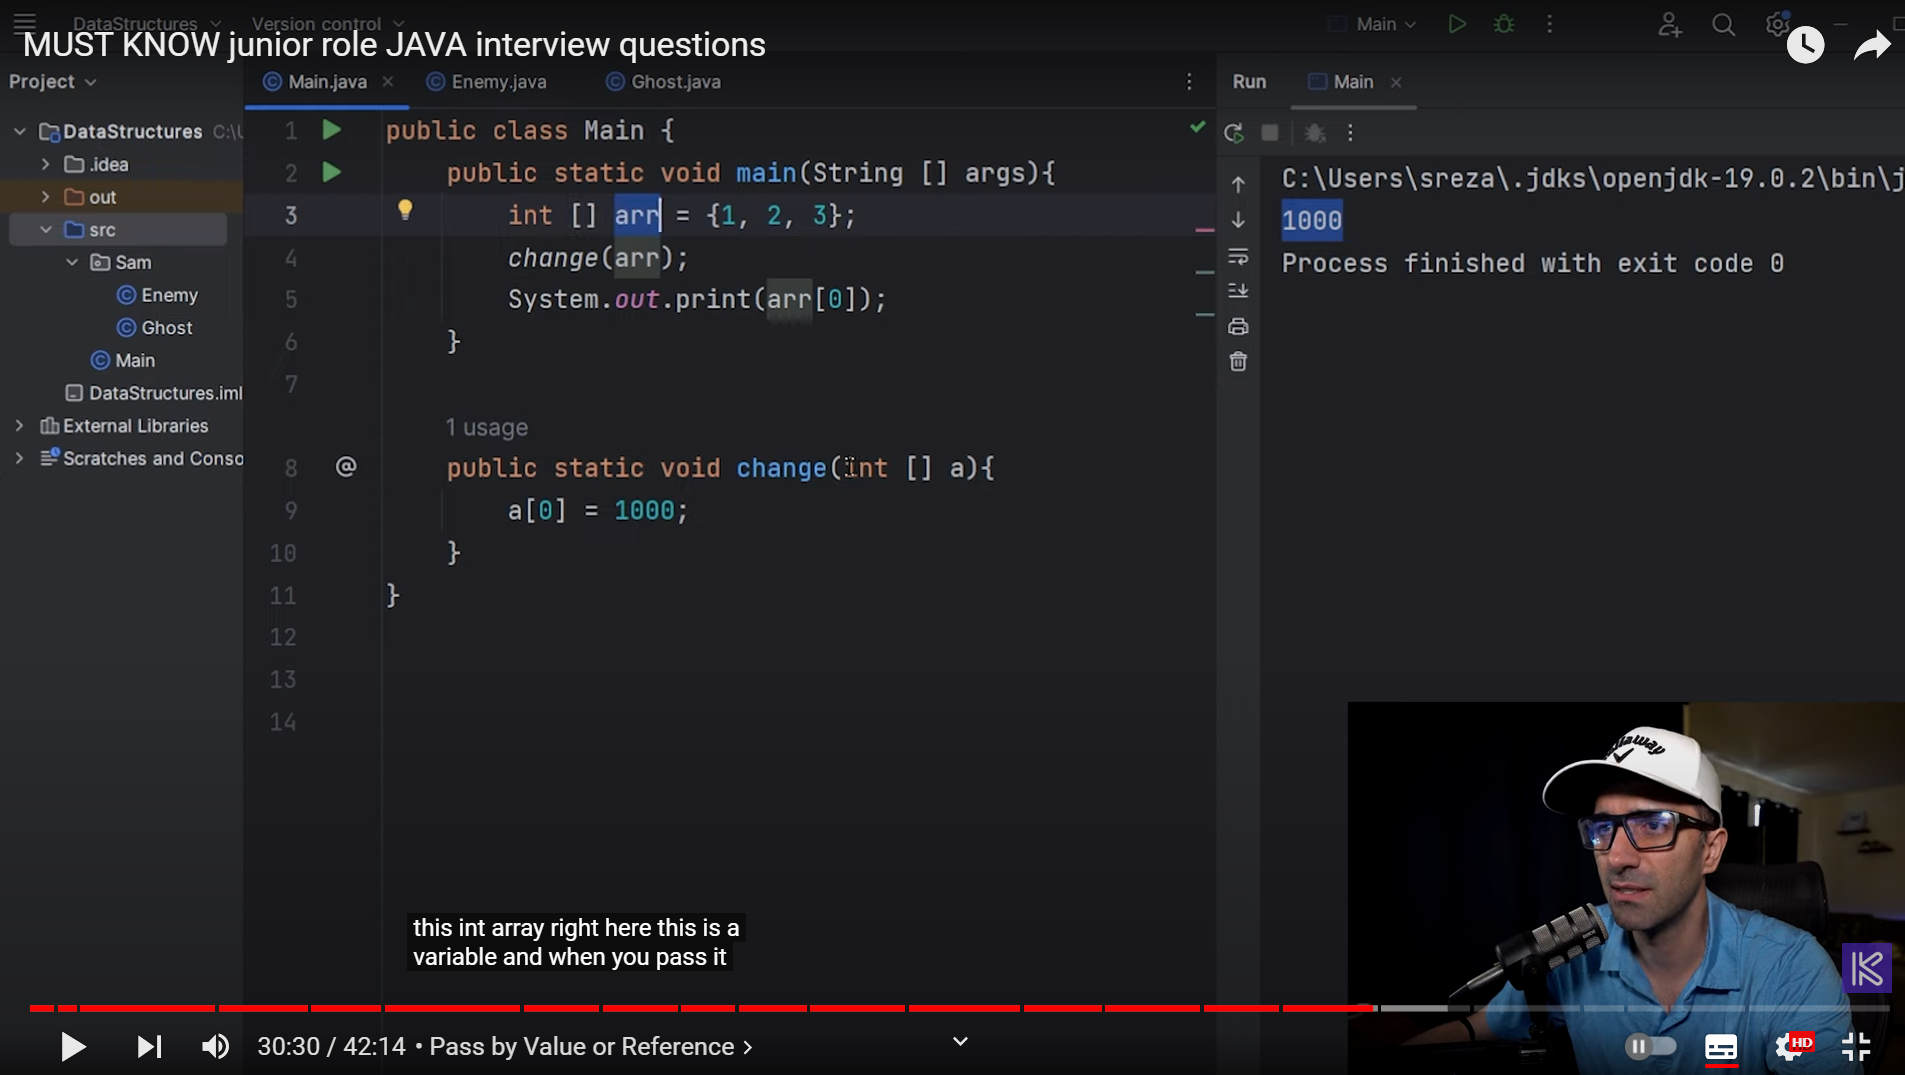 DataStructures Version control Main
MUST KNOW junior role JAVA interview questions
Project Main.java Enemy.java Ghost.java Run Main
DataStructures C:\U
.idea
out
src
Sam
Enemy
Ghost
Main
DataStructures.iml
External Libraries
Scratches and Conso
1 public class Main {
2 public static void main(String [] args){
3 int [] arr = {1, 2, 3};
4 change(arr);
5 System.out.print(arr[0]);
6 }
7
1 usage
8 @ public static void change(int [] a){
9 a[0] = 1000;
10 }
11 }
12
13
14
C:\Users\sreza\.jdks\openjdk-19.0.2\bin\j
1000
Process finished with exit code 0
this int array right here this is a
variable and when you pass it
30:30 / 42:14 • Pass by Value or Reference
HD